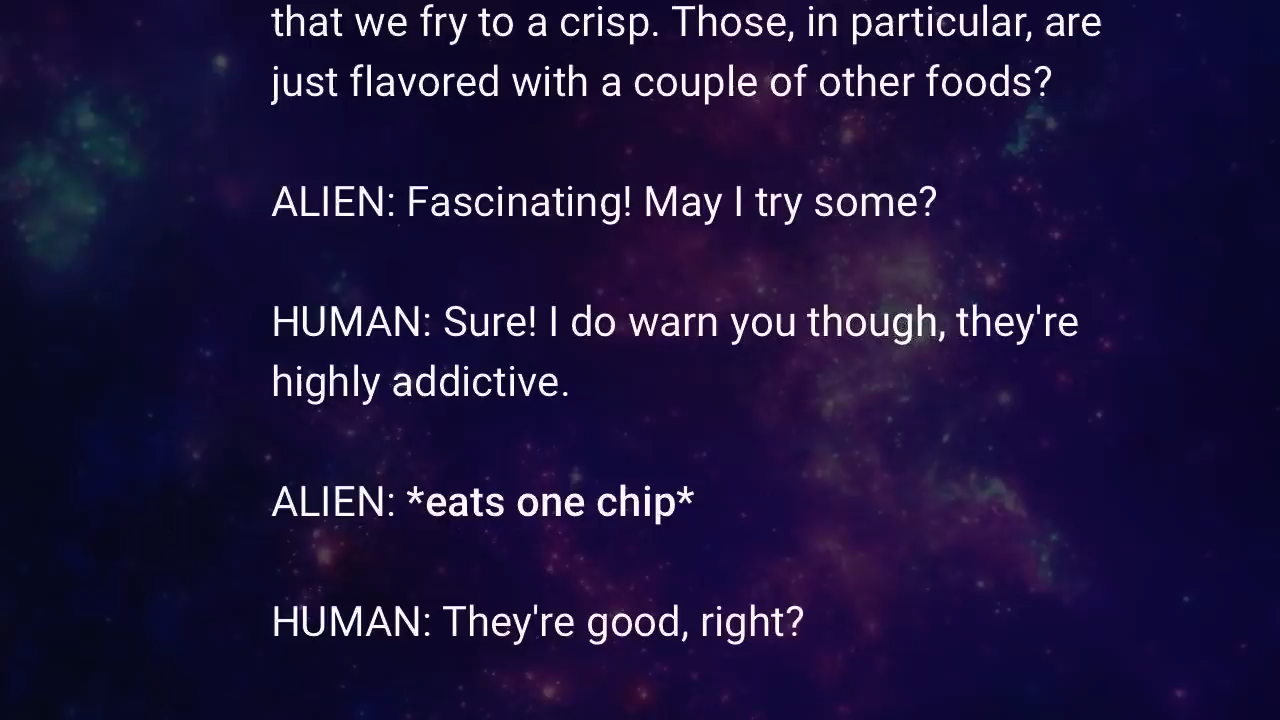 that we fry to a crisp. Those, in particular, are
just flavored with a couple of other foods?
ALIEN: Fascinating! May I try some?
HUMAN: Sure! I do warn you though, they're
highly addictive.
ALIEN: *eats one chip*
HUMAN: They're good, right?